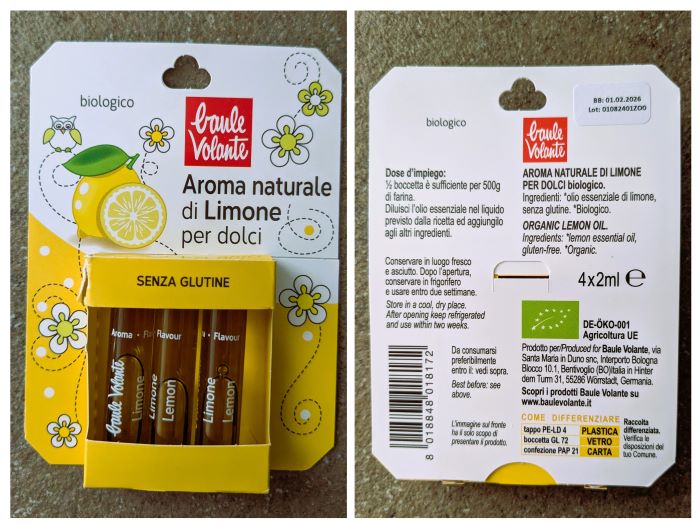 biologico
baule
volante
Aroma naturale
di Limone
per dolci
SENZA GLUTINE
Aroma
Flavour
Flavour
baule volante
Limone
Lemon
Limone
Lemon
BB: 01.02.2026
Lot: 01082401ZO0
biologico
baule
volante
Dose d'impiego:
½ boccetta è sufficiente per 500g
di farina.
Diluisci l'olio essenziale nel liquido
previsto dalla ricetta ed aggiungilo
agli altri ingredienti.
Conservare in luogo fresco
e asciutto. Dopo l'apertura,
conservare in frigorifero
e usare entro due settimane.
Store in a cool, dry place.
After opening keep refrigerated
and use within two weeks.
8 018848 018172
Da consumarsi
preferibilmente
entro il: vedi sopra.
Best before: see
above.
L'immagine sul fronte
ha il solo scopo di
presentare il prodotto.
AROMA NATURALE DI LIMONE
PER DOLCI biologico.
Ingredienti: *olio essenziale di limone,
senza glutine. *Biologico.
ORGANIC LEMON OIL.
Ingredients: *lemon essential oil,
gluten-free. *Organic.
4x2ml ℮
DE-ÖKO-001
Agricoltura UE
Prodotto per/Produced for Baule Volante, via
Santa Maria in Duno snc, Interporto Bologna
Blocco 10.1, Bentivoglio (BO)Italia in Hinter
dem Turm 31, 55286 Wörrstadt, Germania.
Scopri i prodotti Baule Volante su
www.baulevolante.it
COME DIFFERENZIARE
tappo PE-LD 4 PLASTICA
boccetta GL 72 VETRO
confezione PAP 21 CARTA
Raccolta
differenziata.
Verifica le
disposizioni del
tuo Comune.